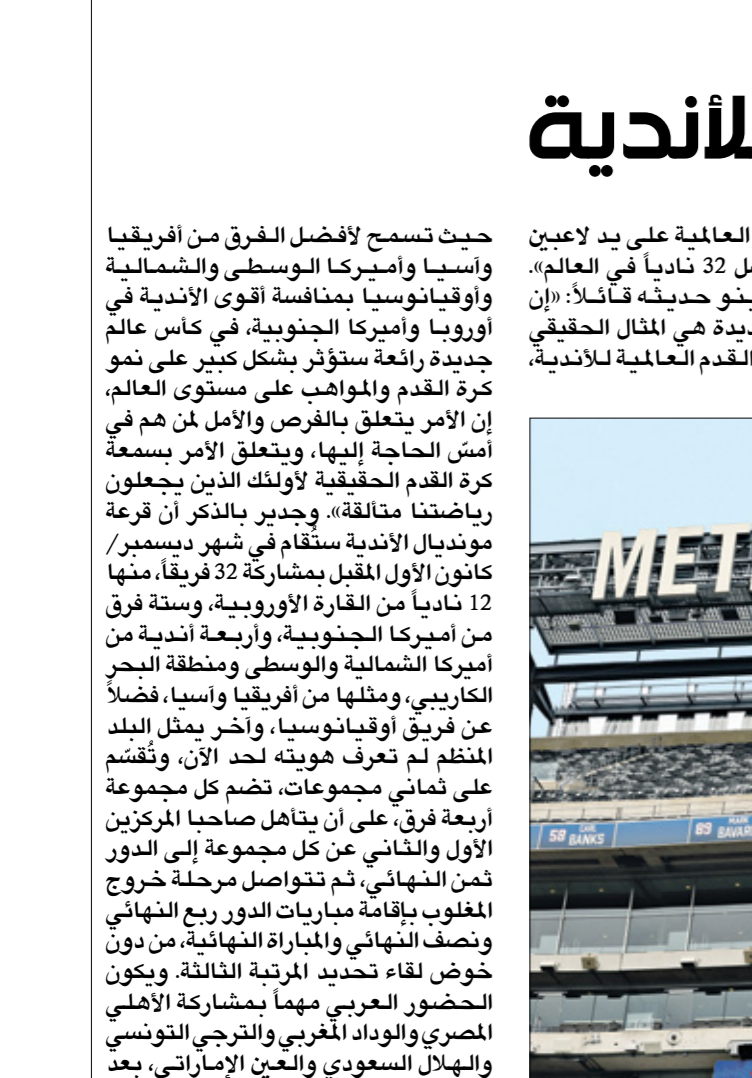 للأندية
العالمية على يد لاعبين
32 نادياً في العالم».
حديثه قائلاً: «إن
هي المثال الحقيقي
القدم العالمية للأندية،
حيث تسمح لأفضل الفرق من أفريقيا
وآسيا وأميركا الوسطى والشمالية
وأوقيانوسيا بمنافسة أقوى الأندية في
أوروبا وأميركا الجنوبية، في كأس عالم
جديدة رائعة ستؤثر بشكل كبير على نمو
كرة القدم والمواهب على مستوى العالم،
إن الأمر يتعلق بالفرص والأمل لمن هم في
أمسّ الحاجة إليها، ويتعلق الأمر بسمعة
كرة القدم الحقيقية لأولئك الذين يجعلون
رياضتنا متألقة». وجدير بالذكر أن قرعة
مونديال الأندية ستُقام في شهر ديسمبر/
كانون الأول المقبل بمشاركة 32 فريقاً، منها
12 نادياً من القارة الأوروبية، وستة فرق
من أميركا الجنوبية، وأربعة أندية من
أميركا الشمالية والوسطى ومنطقة البحر
الكاريبي، ومثلها من أفريقيا وآسيا، فضلاً
عن فريق أوقيانوسيا، وآخر يمثل البلد
المنظم لم تعرف هويته لحد الآن، وتُقسّم
على ثماني مجموعات، تضم كل مجموعة
أربعة فرق، على أن يتأهل صاحبا المركزين
الأول والثاني عن كل مجموعة إلى الدور
ثمن النهائي، ثم تتواصل مرحلة خروج
المغلوب بإقامة مباريات الدور ربع النهائي
ونصف النهائي والمباراة النهائية، من دون
خوض لقاء تحديد المرتبة الثالثة. ويكون
الحضور العربي مهماً بمشاركة الأهلي
المصري والوداد المغربي والترجي التونسي
والهلال السعودي والعين الإماراتي، بعد
MET
58 CARL BANKS
89 MARK BAVAR